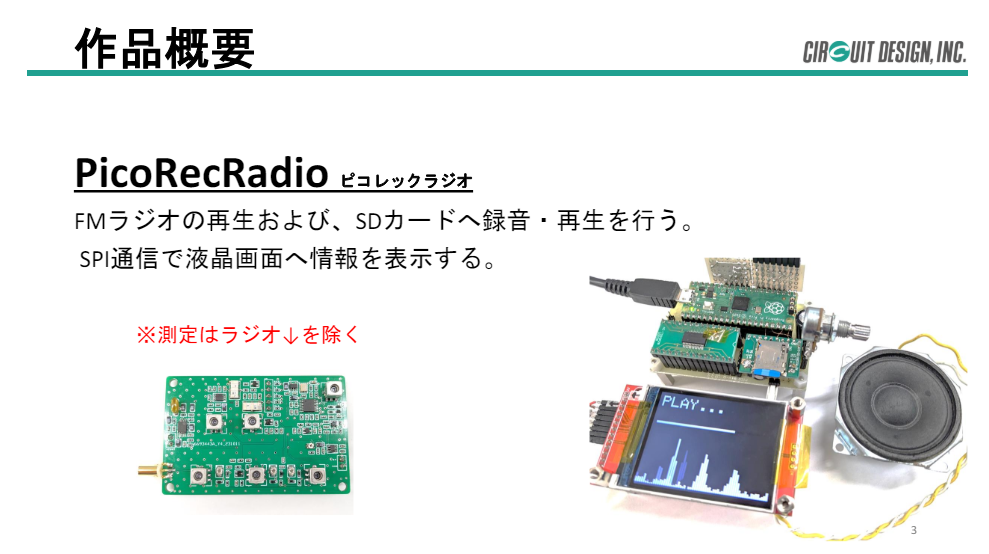 作品概要
CIRCUIT DESIGN, INC.
PicoRecRadio ピコレックラジオ
FMラジオの再生および、SDカードへ録音・再生を行う。
SPI通信で液晶画面へ情報を表示する。
※測定はラジオ↓を除く
PLAY...
3